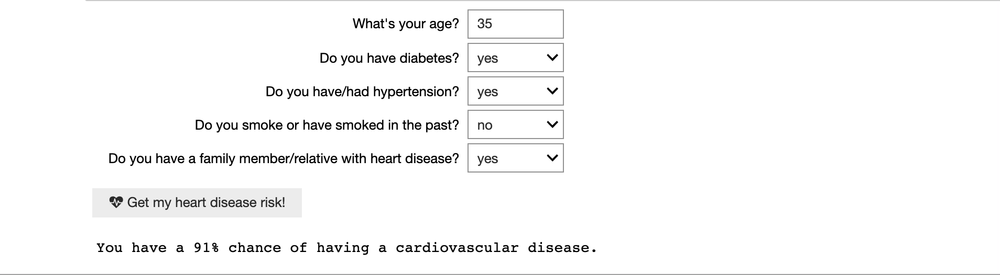 What's your age? 35
Do you have diabetes? yes
Do you have/had hypertension? yes
Do you smoke or have smoked in the past? no
Do you have a family member/relative with heart disease? yes
Get my heart disease risk!
You have a 91% chance of having a cardiovascular disease.